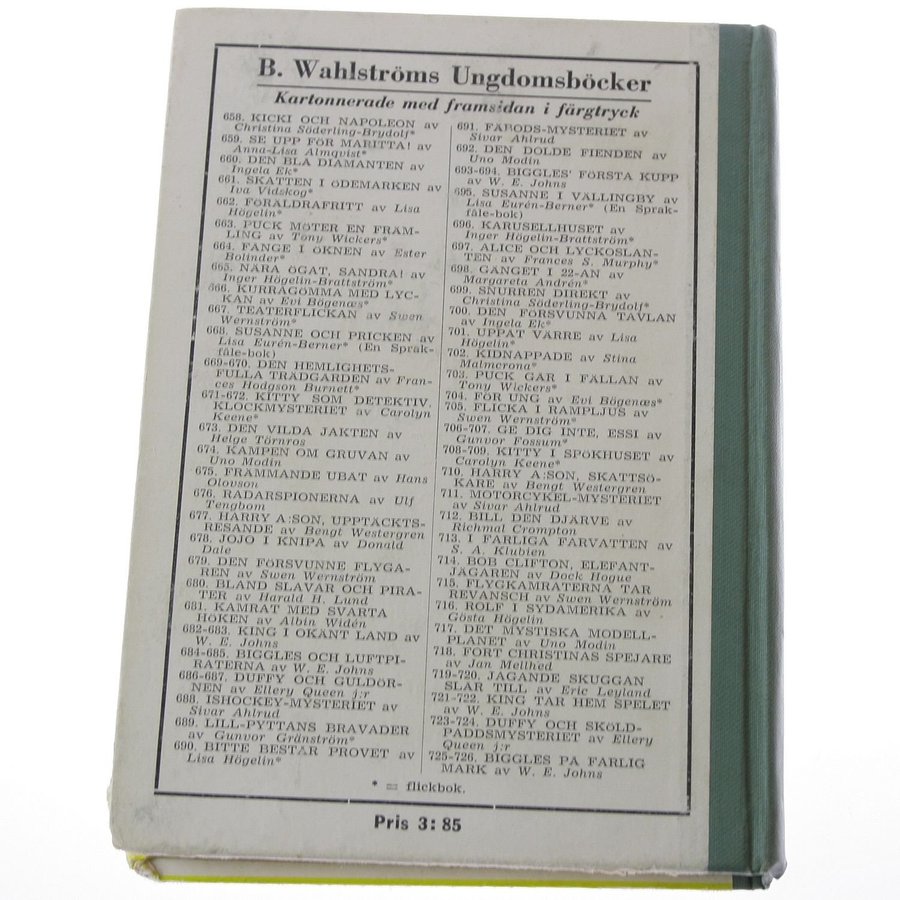 B. Wahlströms Ungdomsböcker
Kartonnerade med framsidan i färgtryck
658. KICKI OCH NAPOLEON av
Christina Söderling-Brydolf*
659. SE UPP FÖR MARITTA! av
Anna-Lisa Almqvist*
660. DEN BLA DIAMANTEN av
Ingela Ek*
661. SKATTEN I ÖDEMARKEN av
Iva Vidskog*
662. FÖRÄLDRAFRITT av Lisa
Högelin*
663. PUCK MÖTER EN FRAM-
LING av Tony Wickers*
664. FANGE I ÖKNEN av Ester
Bolinder*
665. NÄRA ÖGAT, SANDRA! av
Inger Högelin-Brattström*
666. KURRAGÖMMA MED LYC-
KAN av Evi Bögenæs*
667. TEATERFLICKAN av Swen
Wernström*
668. SUSANNE OCH PRICKEN av
Lisa Eurén-Berner* (En Sprak-
fåle-bok)
669-670. DEN HEMLIGHETS-
FULLA TRÄDGARDEN av Fran-
ces Hodgson Burnett*
671-672. KITTY SOM DETEKTIV.
KLOCKMYSTERIET av Carolyn
Keene*
673. DEN VILDA JAKTEN av
Helge Törnros
674. KAMPEN OM GRUVAN av
Uno Modin
675. FRAMMANDE UBAT av Hans
Olovson
676. RADARSPIONERNA av Ulf
Tengbom
677. HARRY A:SON, UPPTÄCKTS-
RESANDE av Bengt Westergren
678. JOJO I KNIPA av Donald
Dale
679. DEN FÖRSVUNNE FLYGA-
REN av Swen Wernström
680. BLAND SLAVAR OCH PIRA-
TER av Harald H. Lund
681. KAMRAT MED SVARTA
HÖKEN av Albin Widén
682-683. KING I OKÄNT LAND av
W. E. Johns
684-685. BIGGLES OCH LUFTPI-
RATERNA av W. E. Johns
686-687. DUFFY OCH GULDÖR-
NEN av Ellery Queen j:r
688. ISHOCKEY-MYSTERIET av
Sivar Ahlrud
689. LILL-PYTTANS BRAVADER
av Gunvor Gränström*
690. BITTE BESTAR PROVET av
Lisa Högelin*
691. FÄBODS-MYSTERIET av
Sivar Ahlrud
692. DEN DOLDE FIENDEN av
Uno Modin
693-694. BIGGLES' FÖRSTA KUPP
av W. E. Johns
695. SUSANNE I VÄLLINGBY av
Lisa Eurén-Berner* (En Sprak-
fåle-bok)
696. KARUSELLHUSET av
Inger Högelin-Brattström*
697. ALICE OCH LYCKOSLAN-
TEN av Frances S. Murphy*
698. GÄNGET I 22-AN av
Margareta Andrén*
699. SNURREN DIREKT av
Christina Söderling-Brydolf*
700. DEN FÖRSVUNNA TAVLAN
av Ingela Ek*
701. UPPAT VÄRRE av Lisa
Högelin*
702. KIDNAPPADE av Stina
Malmcrona*
703. PUCK GAR I FÄLLAN av
Tony Wickers*
704. FÖR UNG av Evi Bögenæs*
705. FLICKA I RAMPLJUS av
Swen Wernström*
706-707. GE DIG INTE, ESSI av
Gunvor Fossum*
708-709. KITTY I SPÖKHUSET av
Carolyn Keene*
710. HARRY A:SON, SKATTSÖ-
KARE av Bengt Westergren
711. MOTORCYKEL-MYSTERIET
av Sivar Ahlrud
712. BILL DEN DJÄRVE av
Richmal Crompton
713. I FARLIGA FARVATTEN av
S. A. Klubien
714. BOB CLIFTON, ELEFANT-
JÄGAREN av Dock Hogue
715. FLYGKAMRATERNA TAR
REVANSCH av Swen Wernström
716. ROLF I SYDAMERIKA av
Gösta Högelin
717. DET MYSTISKA MODELL-
PLANET av Uno Modin
718. FORT CHRISTINAS SPEJARE
av Jan Mellhed
719-720. JAGANDE SKUGGAN
SLAR TILL av Eric Leyland
721-722. KING TAR HEM SPELET
av W. E. Johns
723-724. DUFFY OCH SKÖLD-
PADDSMYSTERIET av Ellery
Queen j:r
725-726. BIGGLES PA FARLIG
MARK av W. E. Johns
* = flickbok.
Pris 3: 85